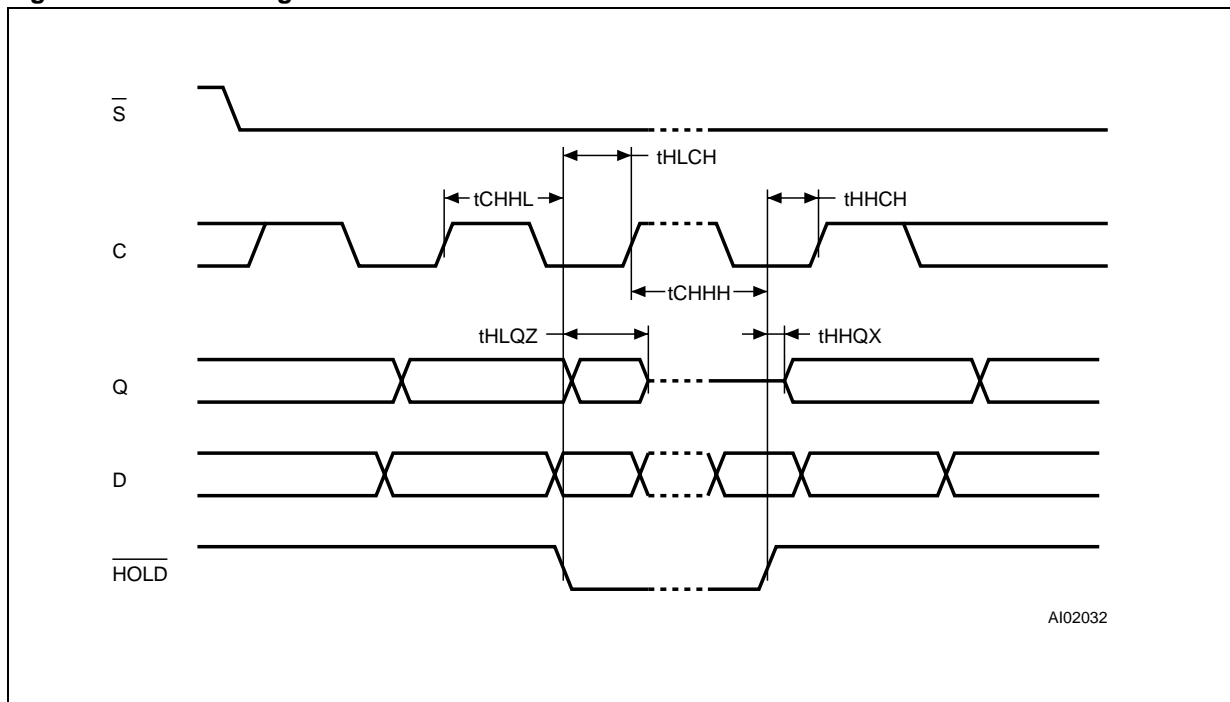 S
tHLCH
tCHHL
tHHCH
C
tCHHH
tHLQZ
tHHQX
Q
D
HOLD
AI02032